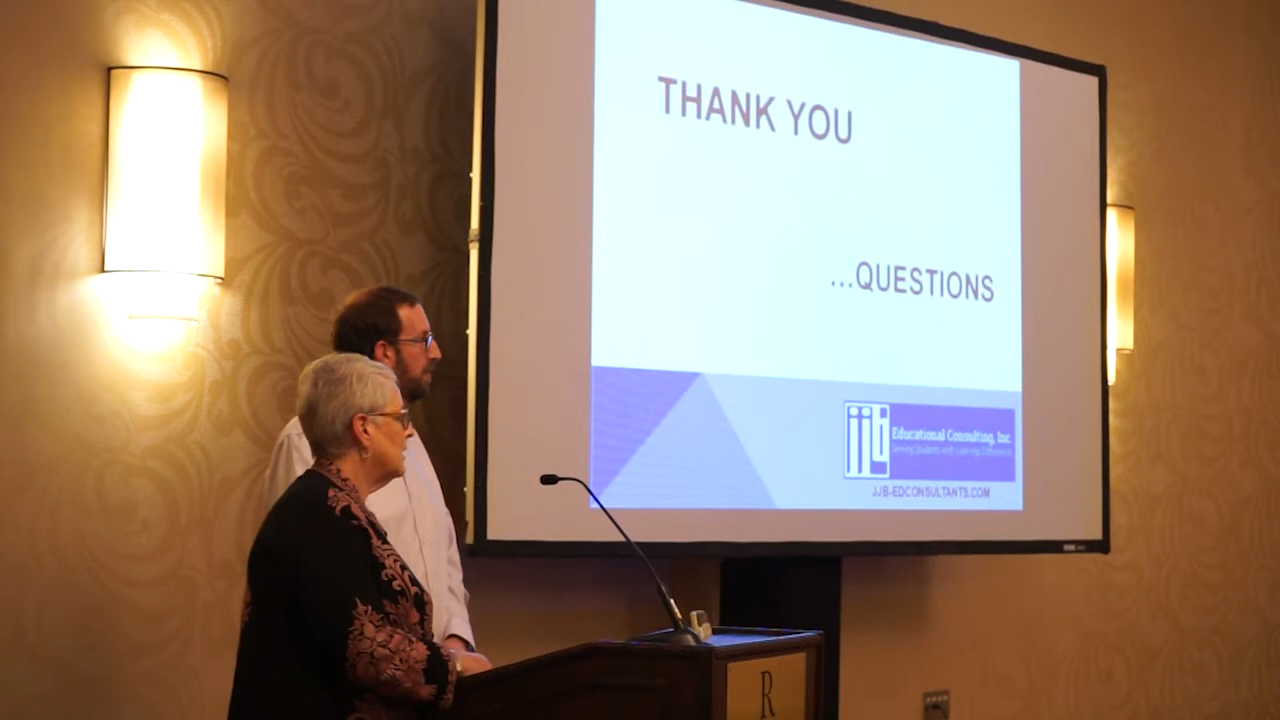 THANK YOU
...QUESTIONS
jjb
Educational Consulting, Inc
Serving Students with Learning Differences
JJB-EDCONSULTANTS.COM
R